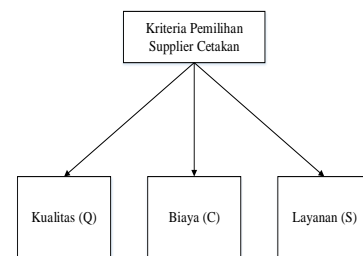 Kriteria Pemilihan
Supplier Cetakan
Kualitas (Q)
Biaya (C)
Layanan (S)